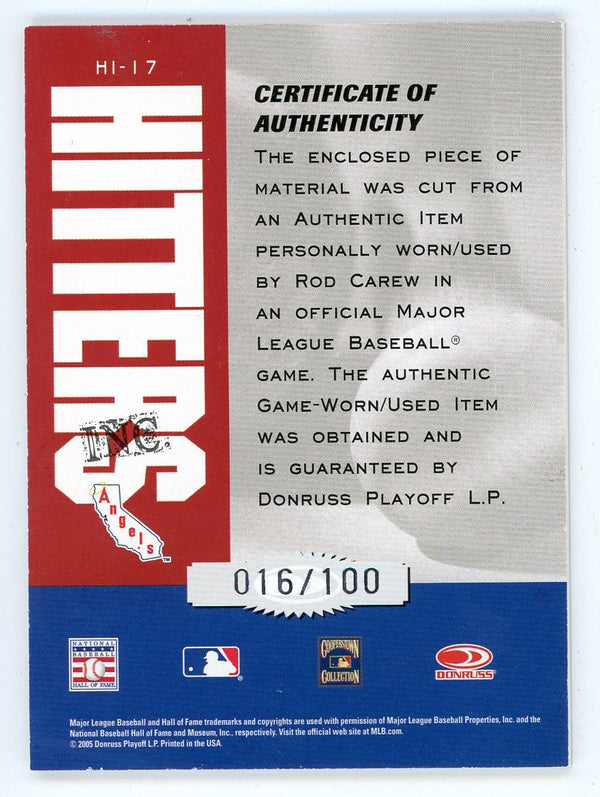 HI-17
HITTERS
INC.
Angels
TM
CERTIFICATE OF
AUTHENTICITY
THE ENCLOSED PIECE OF
MATERIAL WAS CUT FROM
AN AUTHENTIC ITEM
PERSONALLY WORN/USED
BY ROD CAREW IN
AN OFFICIAL MAJOR
LEAGUE BASEBALL®
GAME. THE AUTHENTIC
GAME-WORN/USED ITEM
WAS OBTAINED AND
IS GUARANTEED BY
DONRUSS PLAYOFF L.P.
016/100
NATIONAL
BASEBALL
HALL OF FAME
®
COOPERSTOWN
COLLECTION
DONRUSS
Major League Baseball and Hall of Fame trademarks and copyrights are used with permission of Major League Baseball Properties, Inc. and the
National Baseball Hall of Fame and Museum, Inc., respectively. Visit the official web site at MLB.com.
© 2005 Donruss Playoff L.P. Printed in the USA.